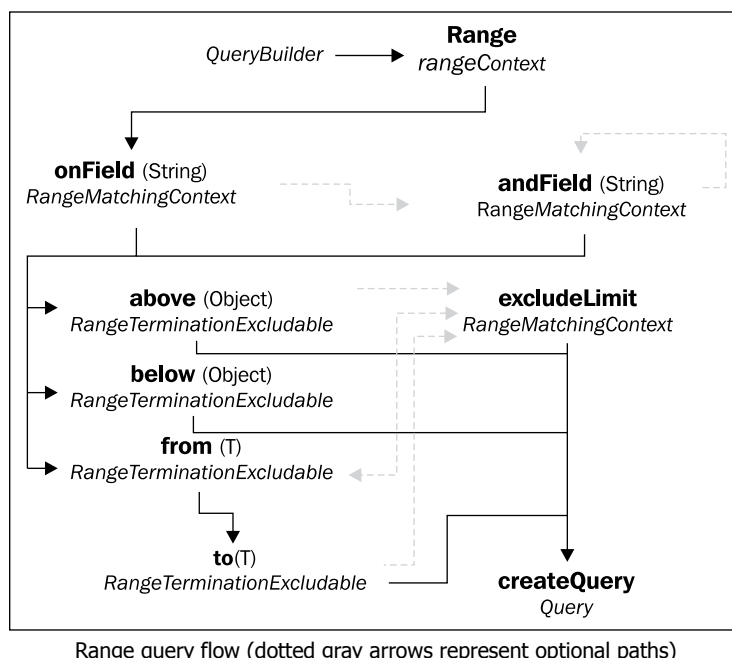 Range
QueryBuilder
rangeContext
onField (String)
RangeMatchingContext
andField (String)
RangeMatchingContext
above (Object)
RangeTerminationExcludable
excludeLimit
RangeMatchingContext
below (Object)
RangeTerminationExcludable
from (T)
RangeTerminationExcludable
to(T)
RangeTerminationExcludable
createQuery
Query
Range query flow (dotted gray arrows represent optional paths)